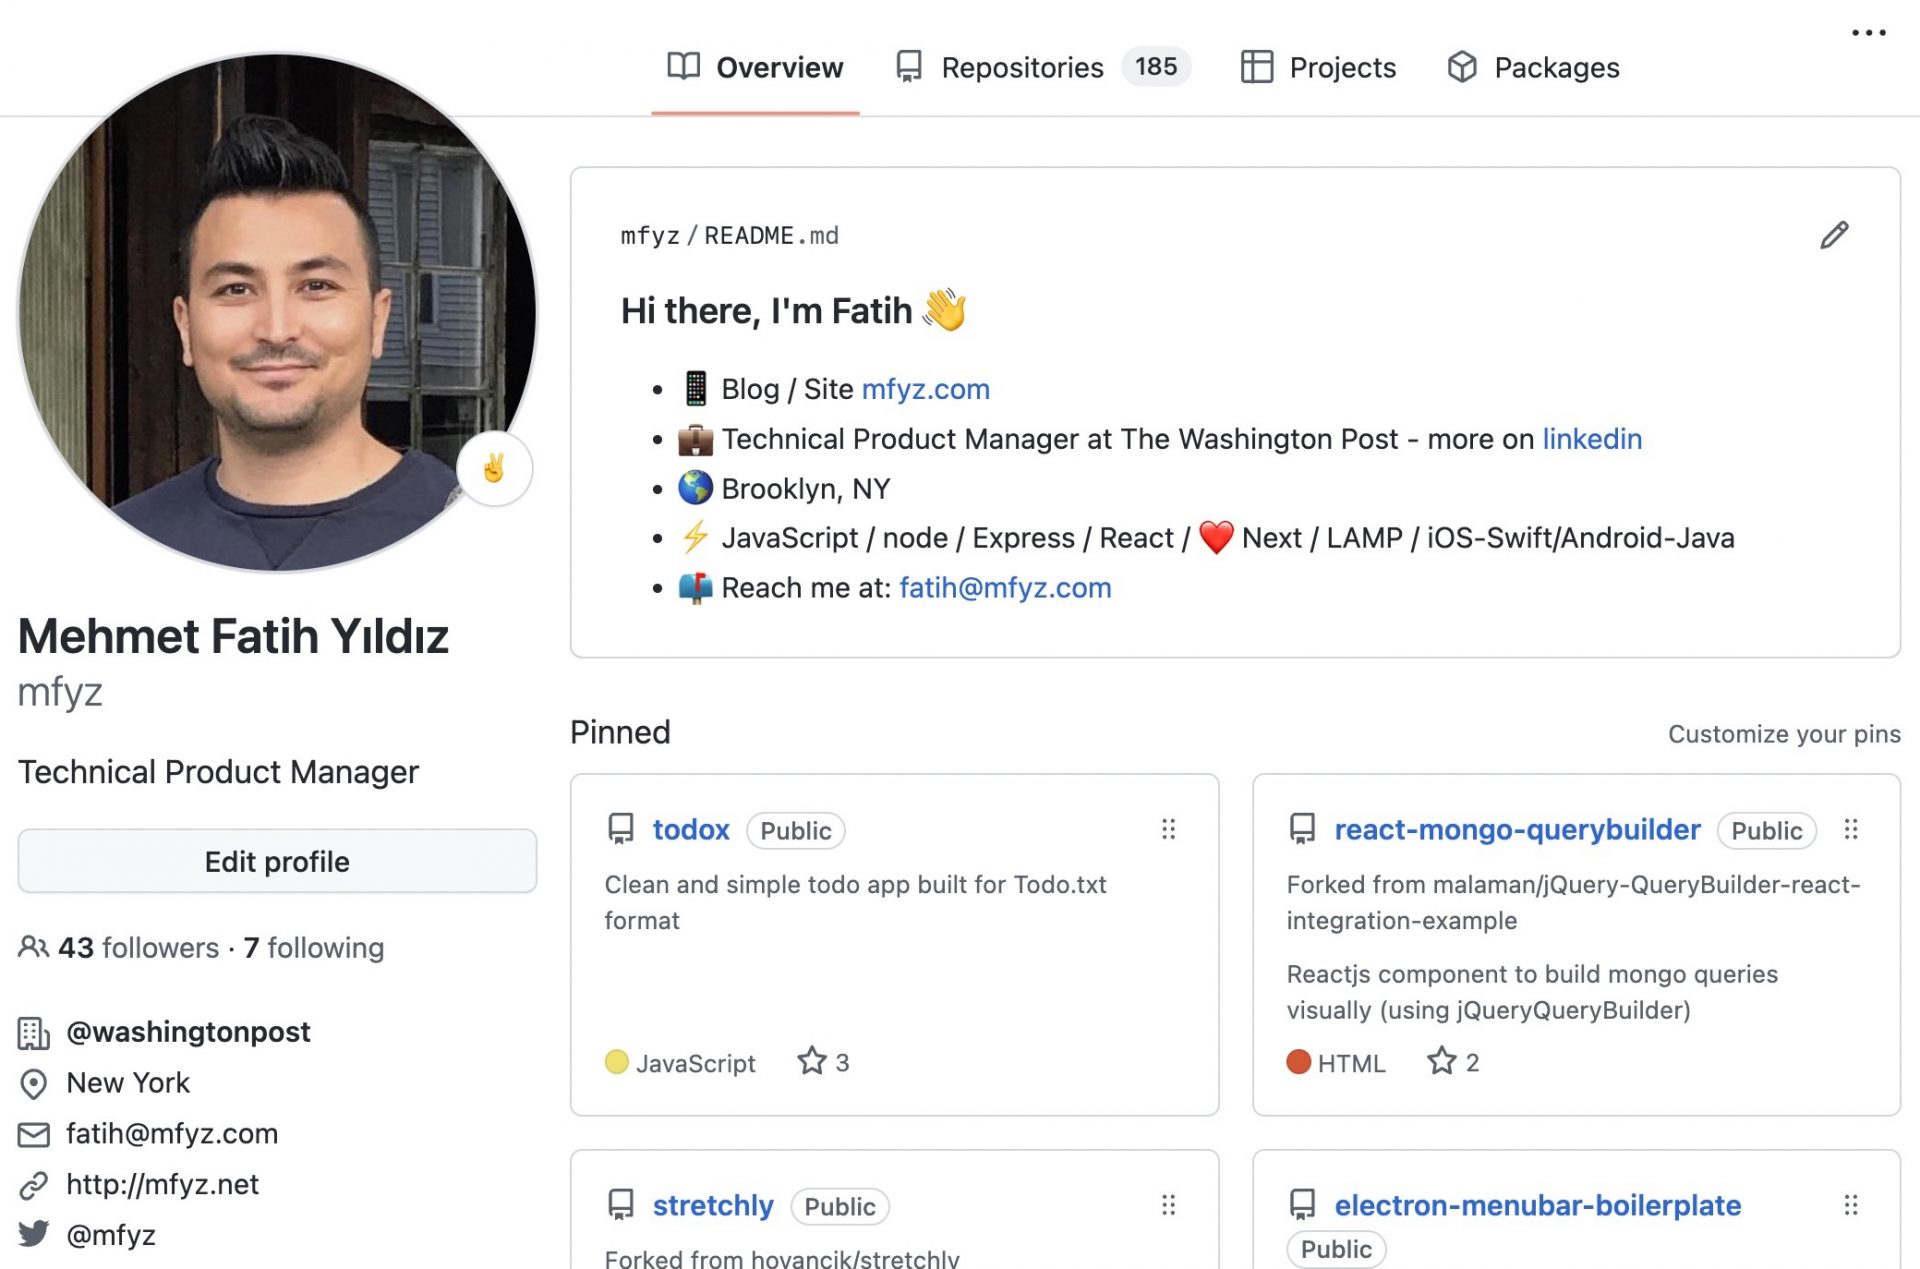 Overview
Repositories 185
Projects
Packages
mfyz / README.md
Hi there, I'm Fatih 👋
📱 Blog / Site mfyz.com
💼 Technical Product Manager at The Washington Post - more on linkedin
🌎 Brooklyn, NY
⚡ JavaScript / node / Express / React / ❤️ Next / LAMP / iOS-Swift/Android-Java
📫 Reach me at: fatih@mfyz.com
Mehmet Fatih Yıldız
mfyz
Technical Product Manager
Edit profile
43 followers · 7 following
@washingtonpost
New York
fatih@mfyz.com
http://mfyz.net
@mfyz
Pinned
Customize your pins
todox Public
Clean and simple todo app built for Todo.txt
format
JavaScript 3
react-mongo-querybuilder Public
Forked from malaman/jQuery-QueryBuilder-react-
integration-example
Reactjs component to build mongo queries
visually (using jQueryQueryBuilder)
HTML 2
stretchly Public
Forked from hovancik/stretchly
electron-menubar-boilerplate
Public